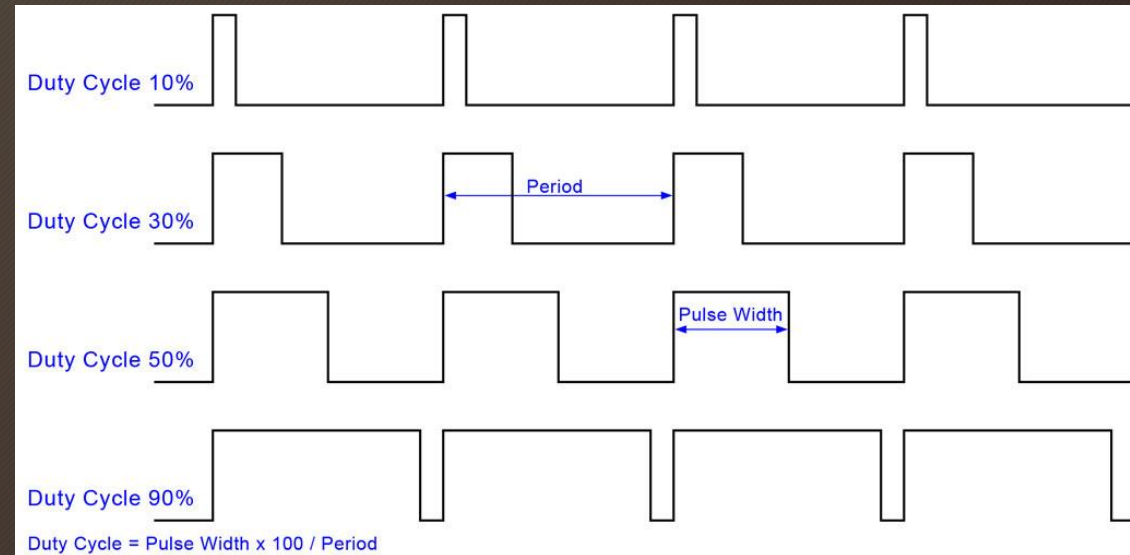 Duty Cycle 10%
Period
Duty Cycle 30%
Pulse Width
Duty Cycle 50%
Duty Cycle 90%
Duty Cycle = Pulse Width x 100 / Period